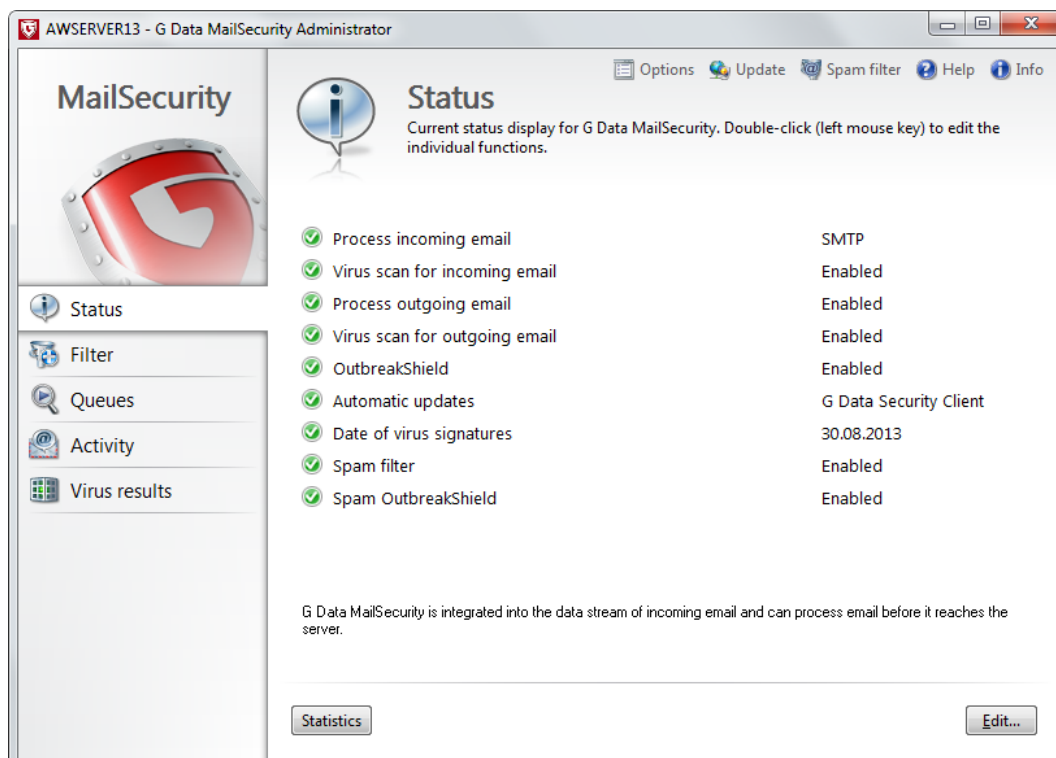 AWSERVER13 - G Data MailSecurity Administrator
MailSecurity
Options Update Spam filter Help Info
Status
Current status display for G Data MailSecurity. Double-click (left mouse key) to edit the
individual functions.
Status
Filter
Queues
Activity
Virus results
Process incoming email SMTP
Virus scan for incoming email Enabled
Process outgoing email Enabled
Virus scan for outgoing email Enabled
OutbreakShield Enabled
Automatic updates G Data Security Client
Date of virus signatures 30.08.2013
Spam filter Enabled
Spam OutbreakShield Enabled
G Data MailSecurity is integrated into the data stream of incoming email and can process email before it reaches the
server.
Statistics Edit...